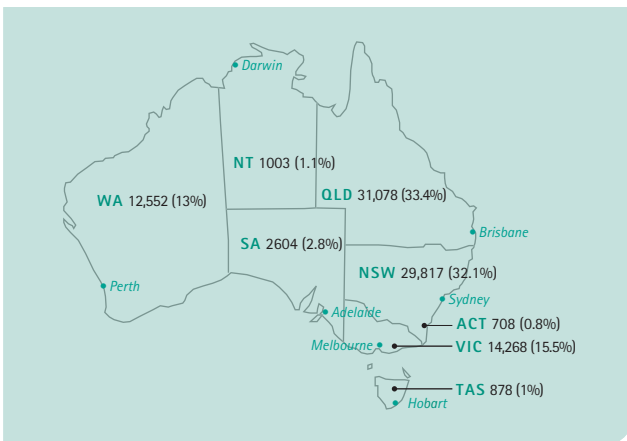 Darwin
NT 1003 (1.1%)
WA 12,552 (13%)
QLD 31,078 (33.4%)
Brisbane
SA 2604 (2.8%)
NSW 29,817 (32.1%)
Perth
Sydney
Adelaide
ACT 708 (0.8%)
Melbourne
VIC 14,268 (15.5%)
TAS 878 (1%)
Hobart